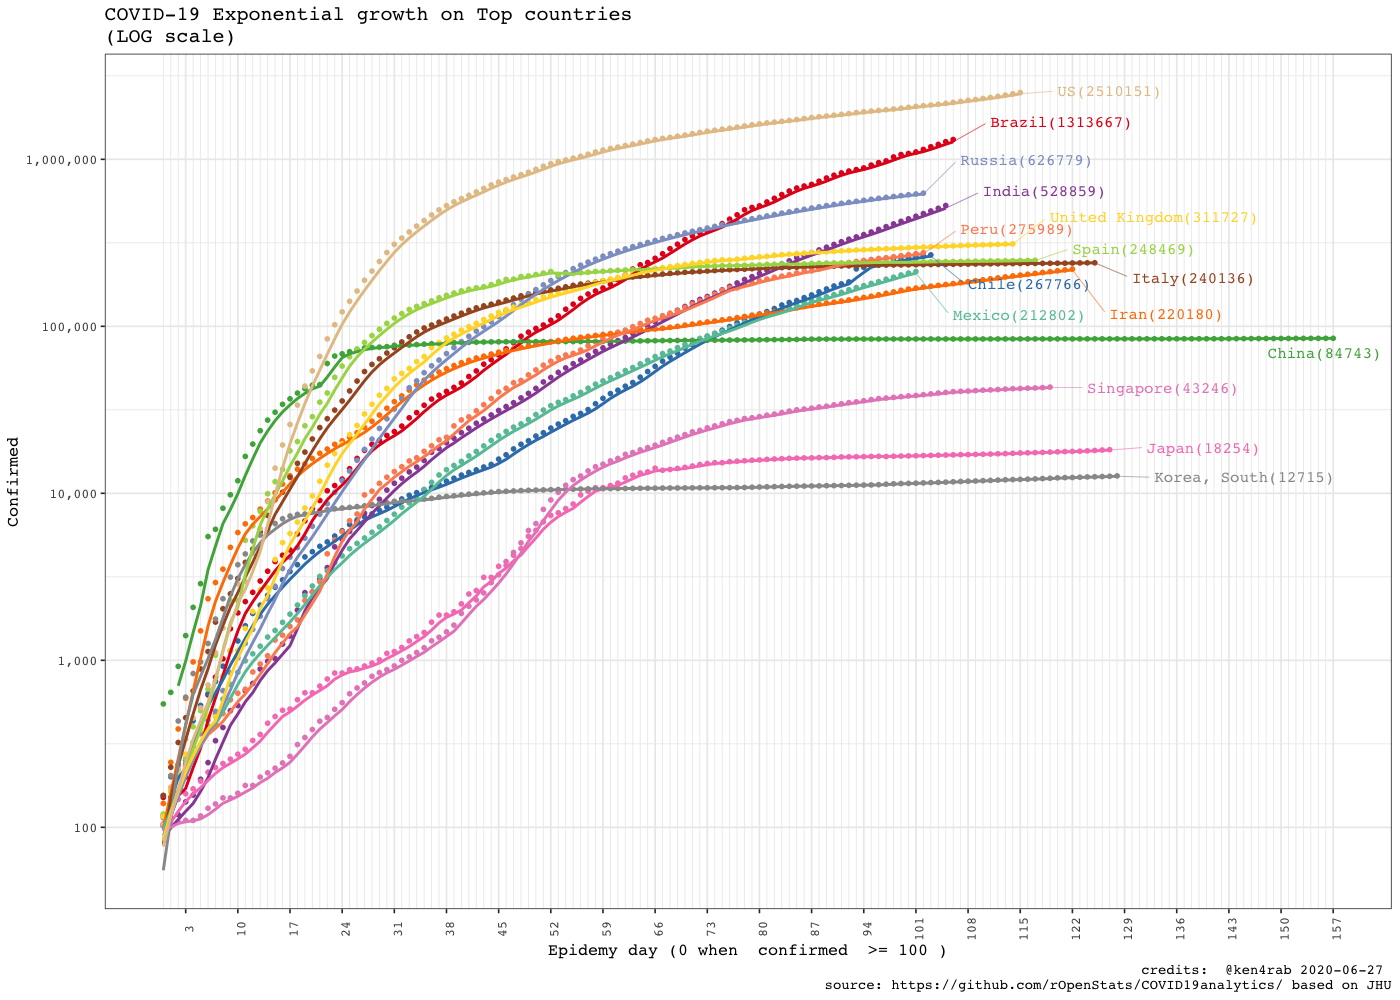 COVID-19 Exponential growth on Top countries
(LOG scale)
US(2510151)
Brazil(1313667)
1,000,000
Russia(626779)
India(528859)
United Kingdom(311727)
Peru(275989)
Spain(248469)
Italy(240136)
Chile(267766)
Mexico(212802)
Iran(220180)
100,000
China(84743)
Singapore(43246)
Japan(18254)
Korea, South(12715)
10,000
1,000
100
Confirmed
3 10 17 24 31 38 45 52 59 66 73 80 87 94 101 108 115 122 129 136 143 150 157
Epidemy day (0 when  confirmed  >= 100 )
credits:  @ken4rab 2020-06-27
source: https://github.com/rOpenStats/COVID19analytics/ based on JHU